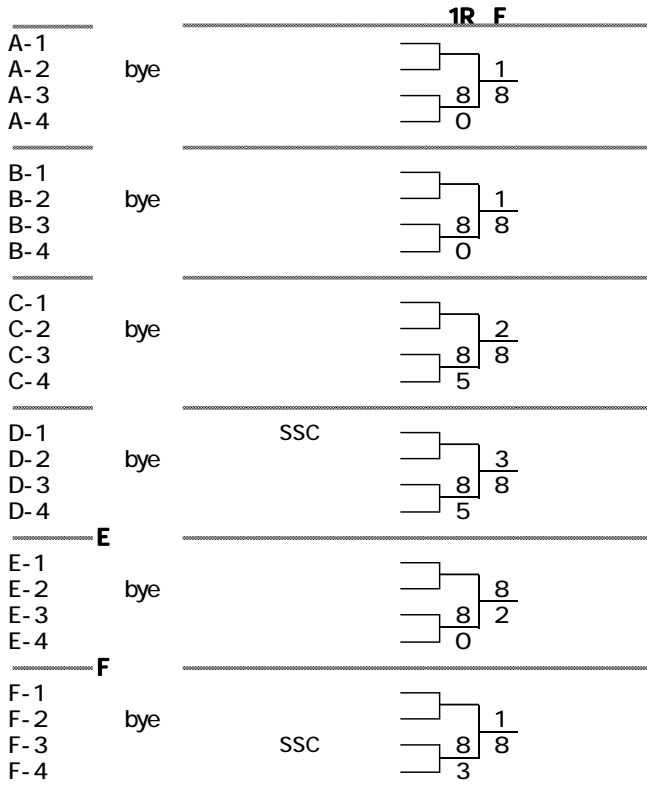 1R F
A-1
A-2 bye 1
A-3 8 8
A-4 0
B-1
B-2 bye 1
B-3 8 8
B-4 0
C-1
C-2 bye 2
C-3 8 8
C-4 5
D-1 SSC
D-2 bye 3
D-3 8 8
D-4 5
E
E-1
E-2 bye 8
E-3 8 2
E-4 0
F
F-1
F-2 bye 1
F-3 SSC 8 8
F-4 3